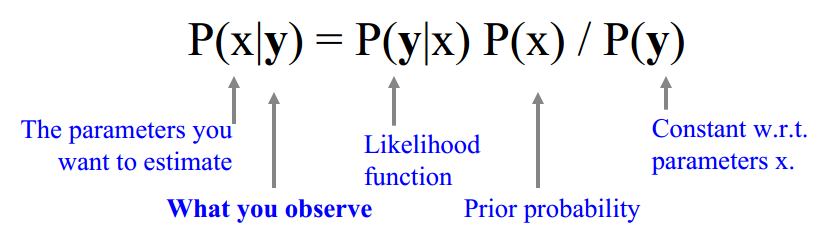 P(x|y) = P(y|x) P(x) / P(y)
The parameters you
want to estimate
Likelihood
function
Constant w.r.t.
parameters x.
What you observe
Prior probability